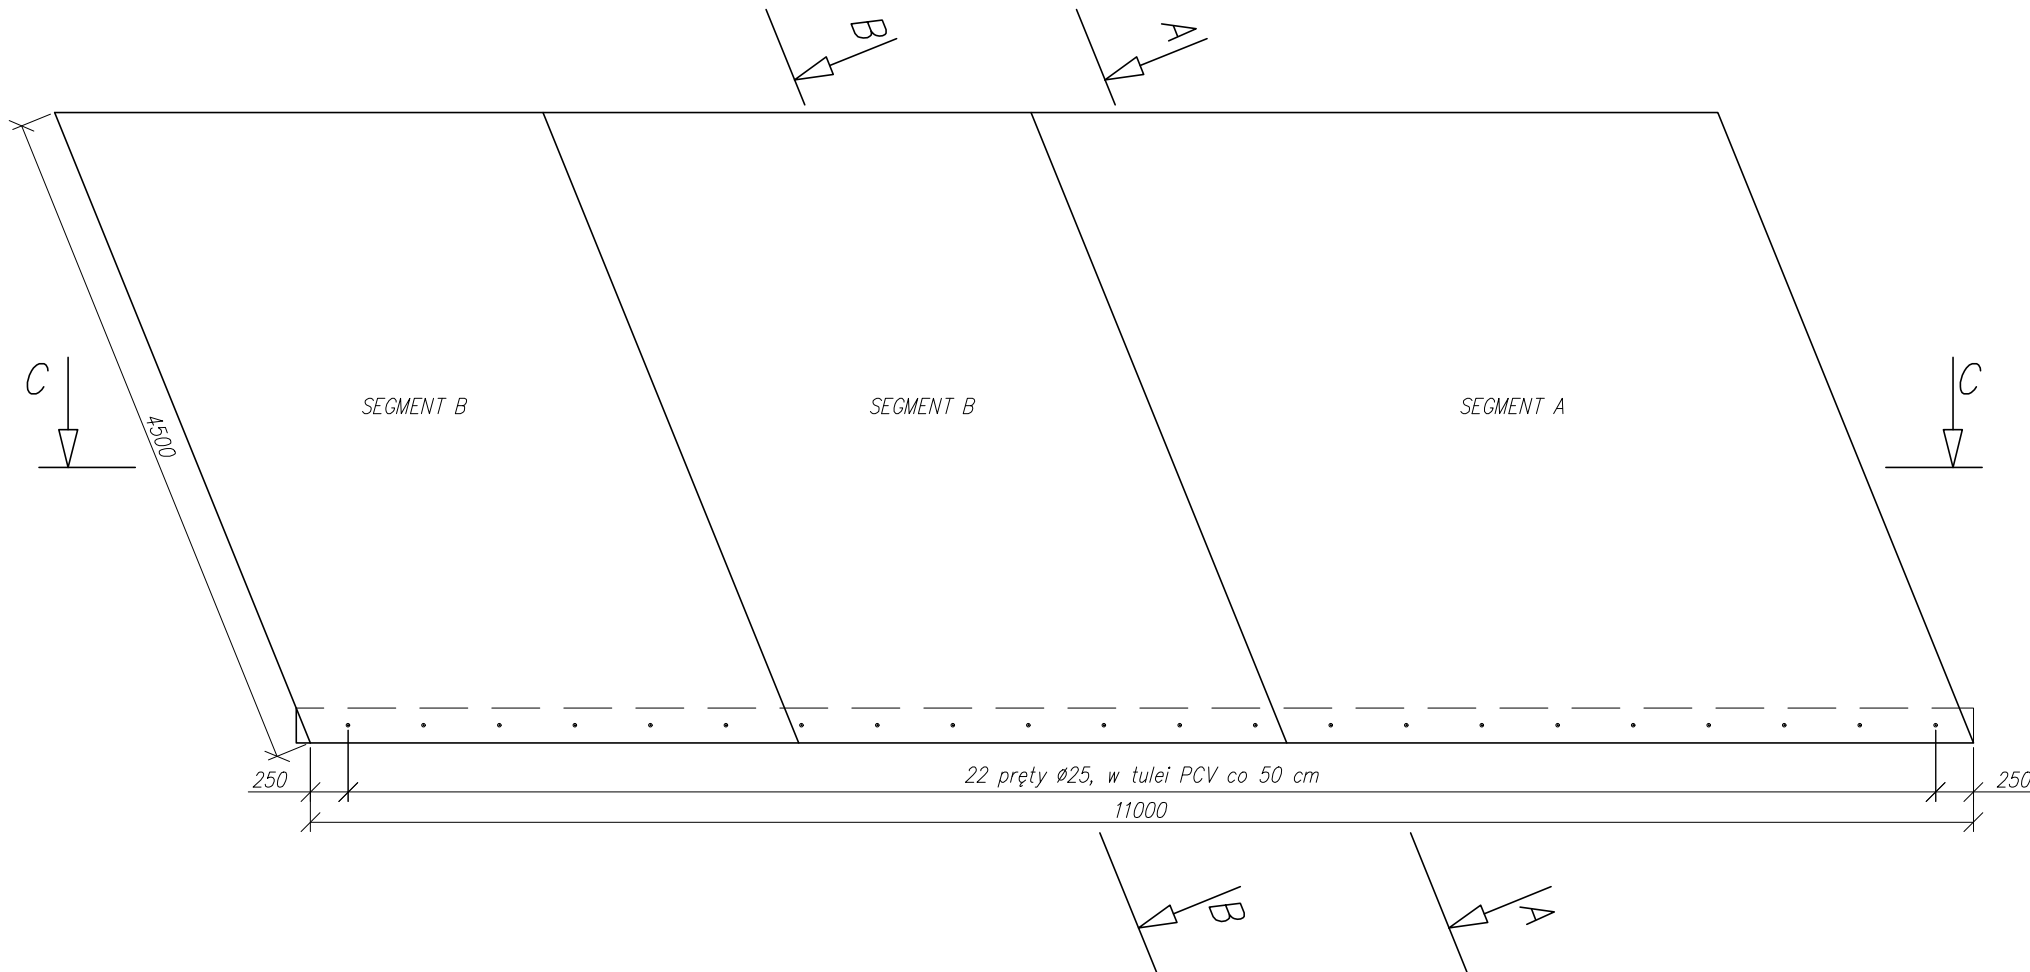 B
A
C
C
SEGMENT B
SEGMENT B
SEGMENT A
4500
22 pręty ø25, w tulei PCV co 50 cm
250
250
11000
B
A